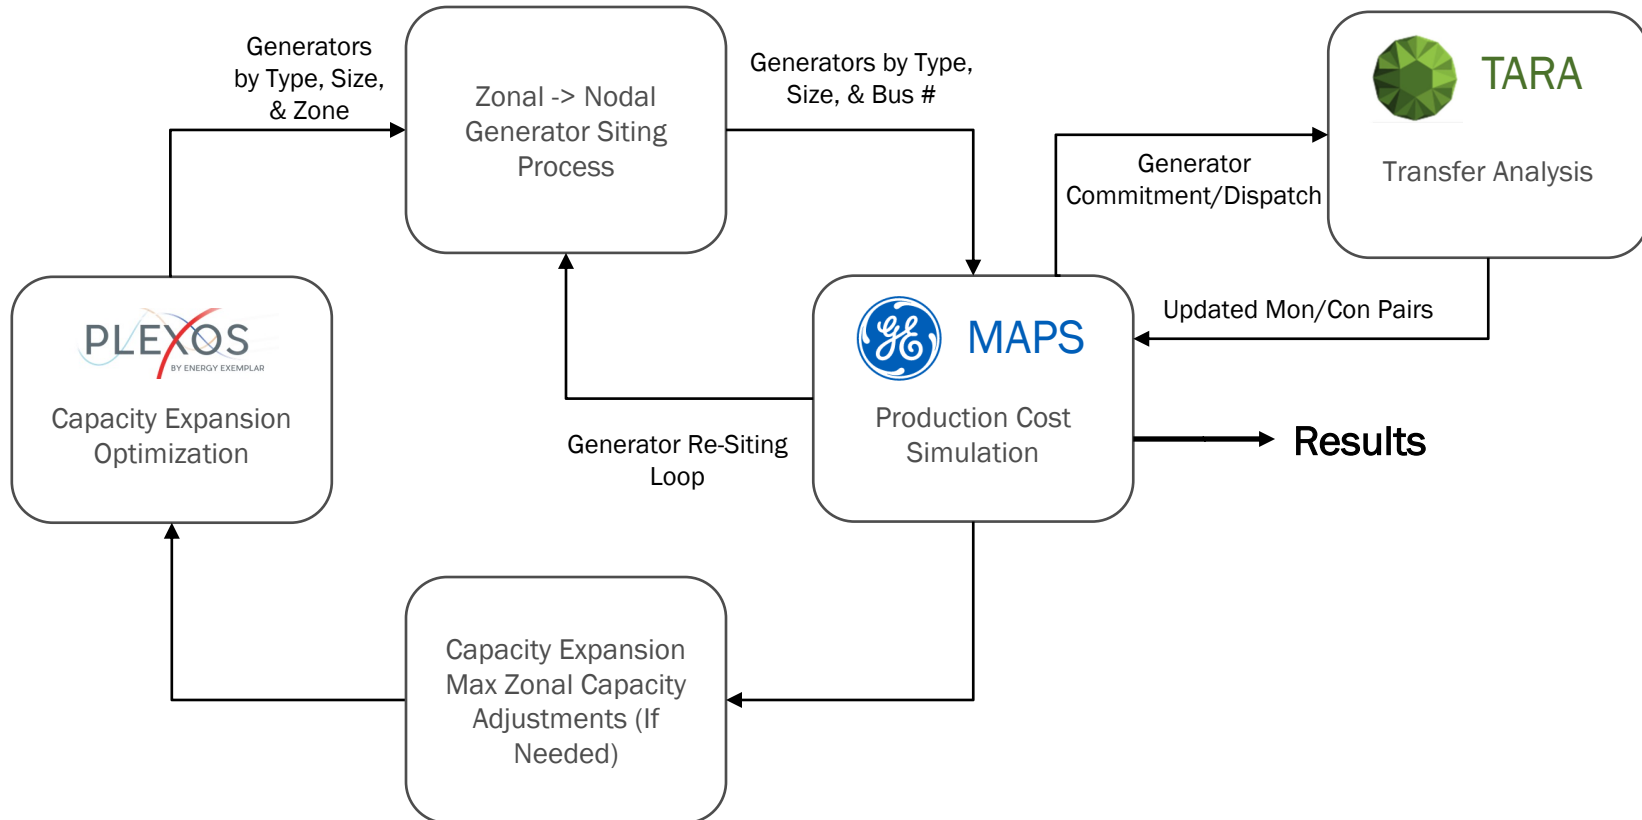 Generators
by Type, Size,
& Zone
Zonal -> Nodal
Generator Siting
Process
Generators by Type,
Size, & Bus #
TARA
Transfer Analysis
Generator
Commitment/Dispatch
Updated Mon/Con Pairs
PLEXOS
BY ENERGY EXEMPLAR
Capacity Expansion
Optimization
GE
MAPS
Production Cost
Simulation
Generator Re-Siting
Loop
Results
Capacity Expansion
Max Zonal Capacity
Adjustments (If
Needed)